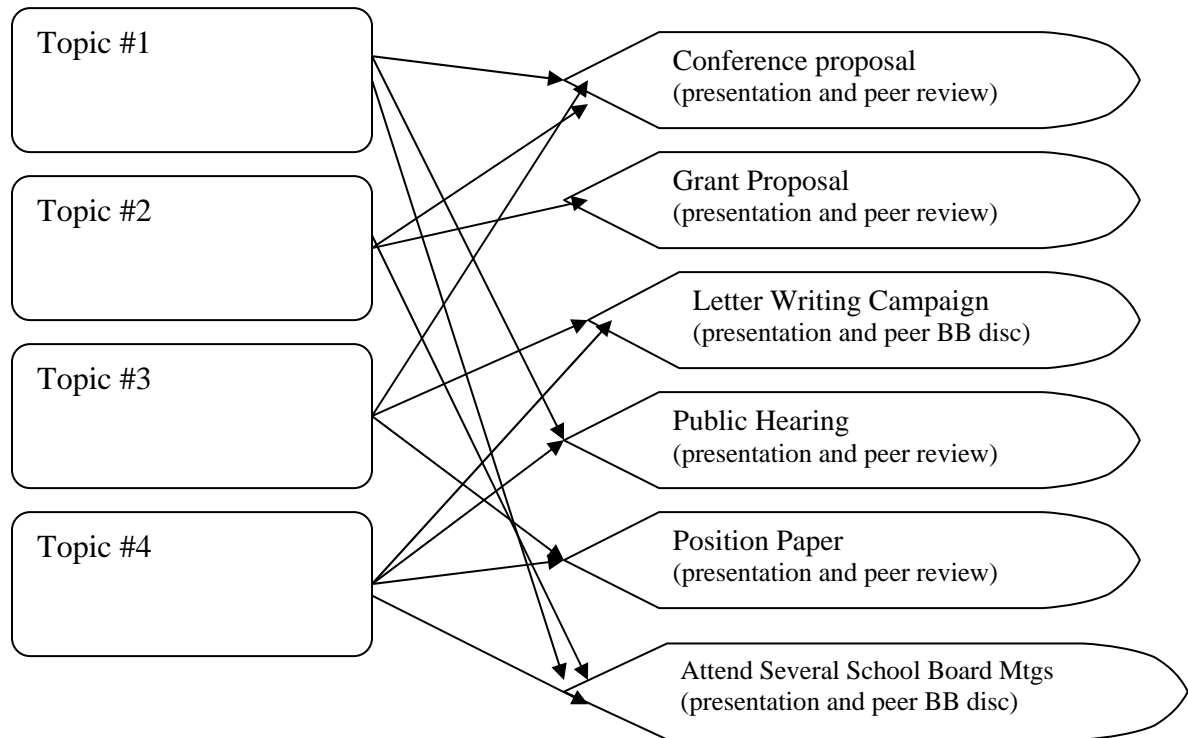 Topic #1
Conference proposal
(presentation and peer review)
Topic #2
Grant Proposal
(presentation and peer review)
Letter Writing Campaign
(presentation and peer BB disc)
Topic #3
Public Hearing
(presentation and peer review)
Topic #4
Position Paper
(presentation and peer review)
Attend Several School Board Mtgs
(presentation and peer BB disc)